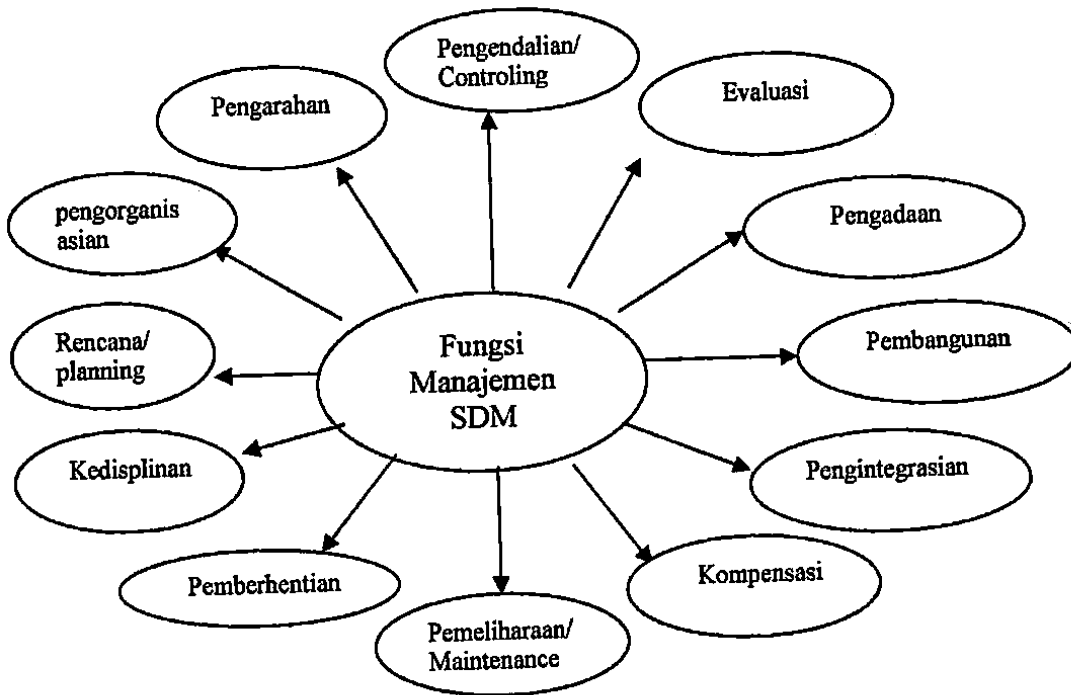 Pengendalian/
Controling
Evaluasi
Pengarahan
pengorganis
asian
Pengadaan
Rencana/
planning
Fungsi
Manajemen
SDM
Pembangunan
Kedisplinan
Pengintegrasian
Pemberhentian
Kompensasi
Pemeliharaan/
Maintenance